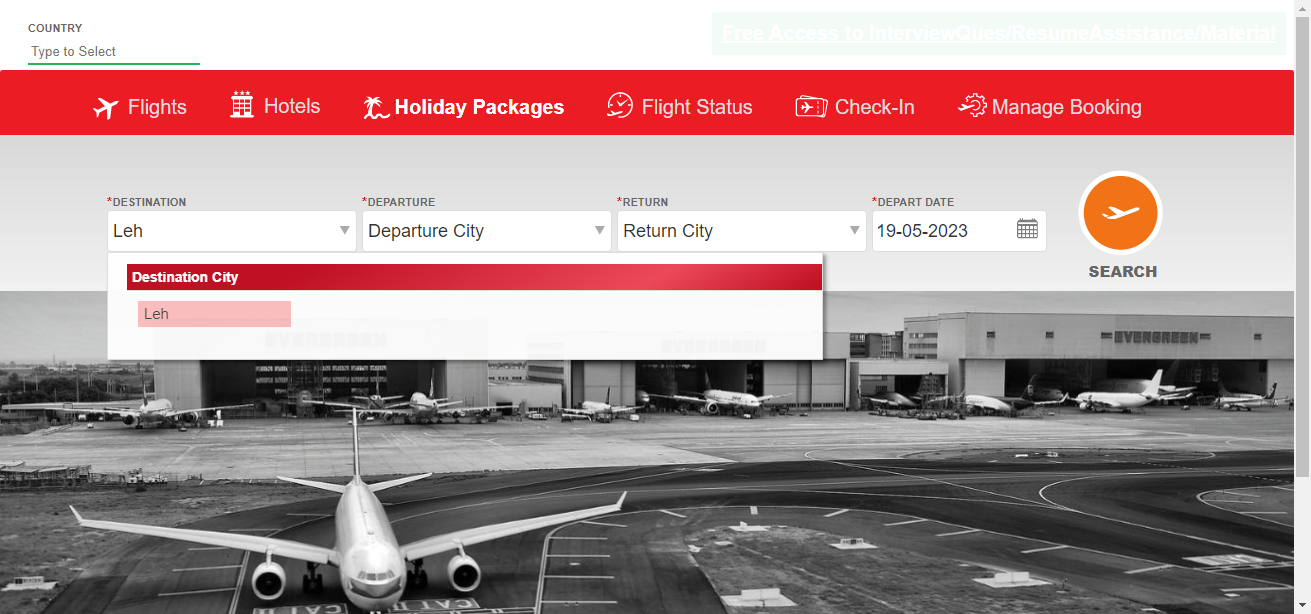 COUNTRY
Type to Select
Free Access to InterviewQues/ResumeAssistance/Material
Flights
Hotels
Holiday Packages
Flight Status
Check-In
Manage Booking
*DESTINATION
*DEPARTURE
*RETURN
*DEPART DATE
Leh
Departure City
Return City
19-05-2023
SEARCH
Destination City
Leh
EVERGREEN
EVERGREEN
EVERGREEN